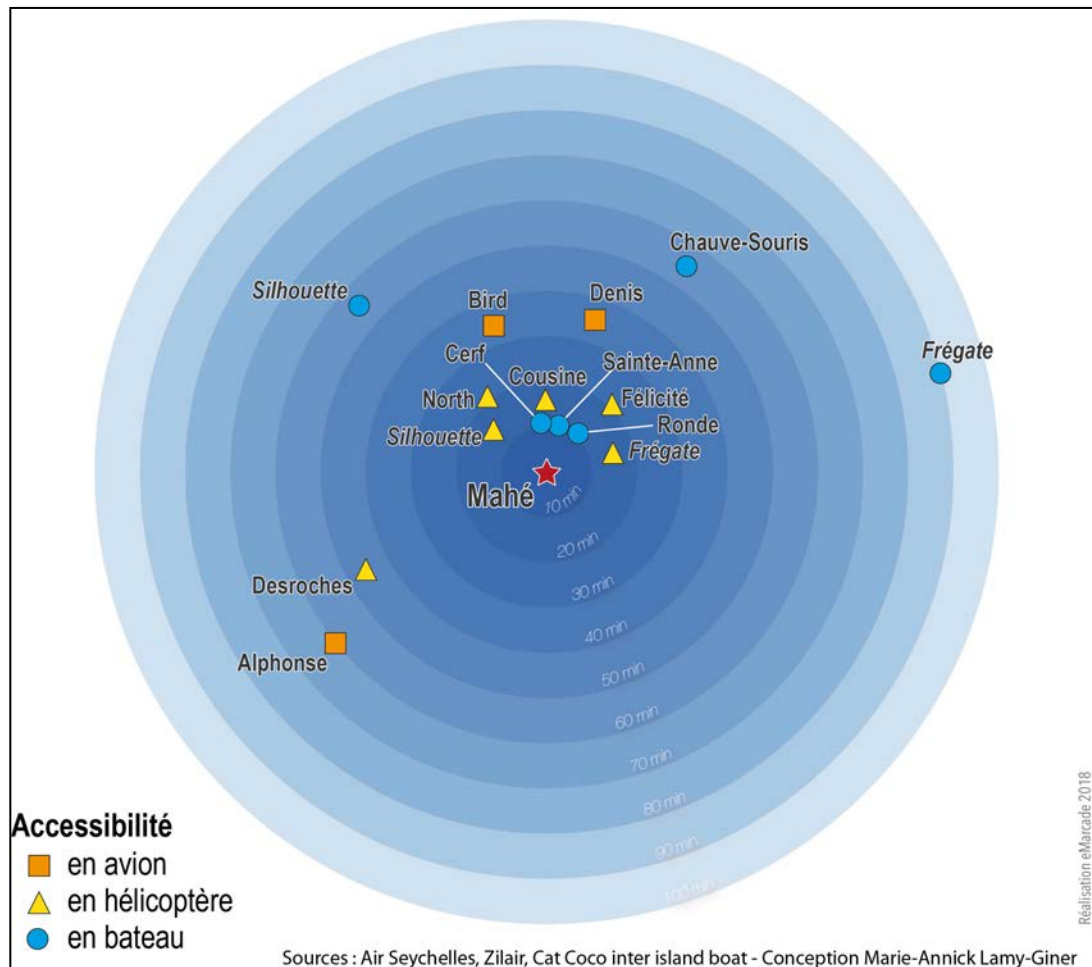 Chauve-Souris
Silhouette
Bird
Denis
Frégate
Cerf
Sainte-Anne
Cousine
North
Félicité
Silhouette
Ronde
Frégate
Mahé
10 min
20 min
30 min
40 min
50 min
60 min
70 min
80 min
90 min
100 min
Desroches
Alphonse
Accessibilité
en avion
en hélicoptère
en bateau
Sources : Air Seychelles, Zilair, Cat Coco inter island boat - Conception Marie-Annick Lamy-Giner
Réalisation eMarcade 2018